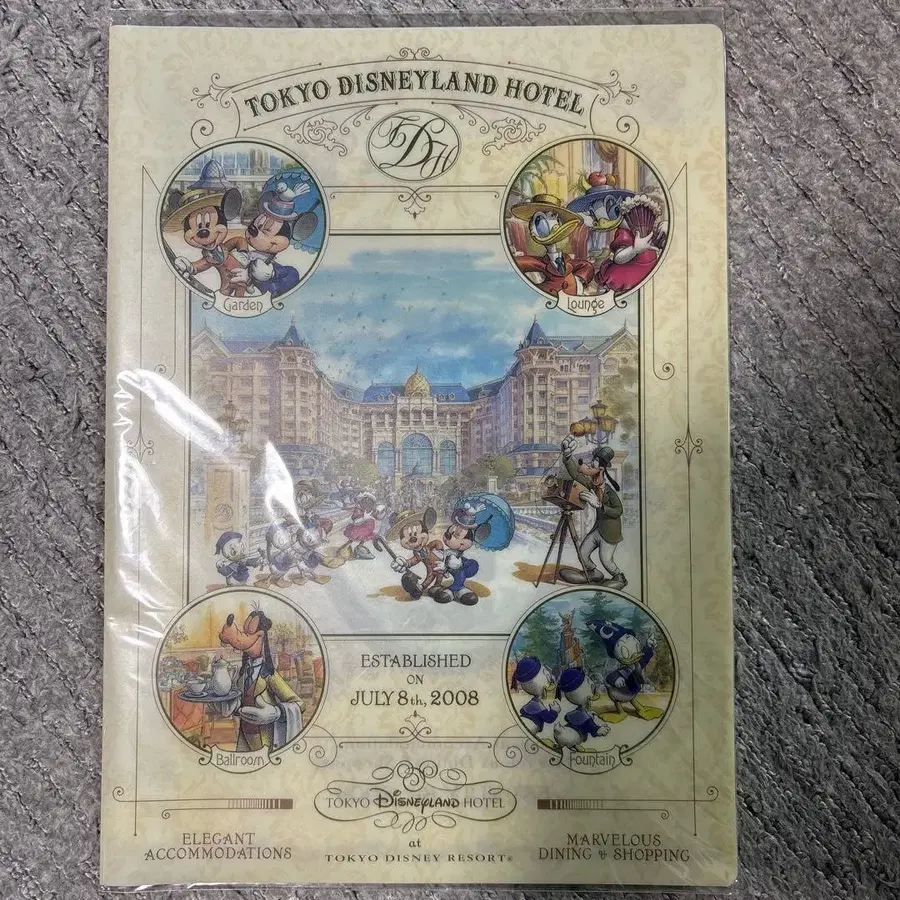 TOKYO DISNEYLAND HOTEL
TDH
Garden
Lounge
ESTABLISHED
ON
JULY 8th, 2008
Ballroom
Fountain
TOKYO DISNEYLAND HOTEL
at
TOKYO DISNEY RESORT®
ELEGANT
ACCOMMODATIONS
MARVELOUS
DINING & SHOPPING